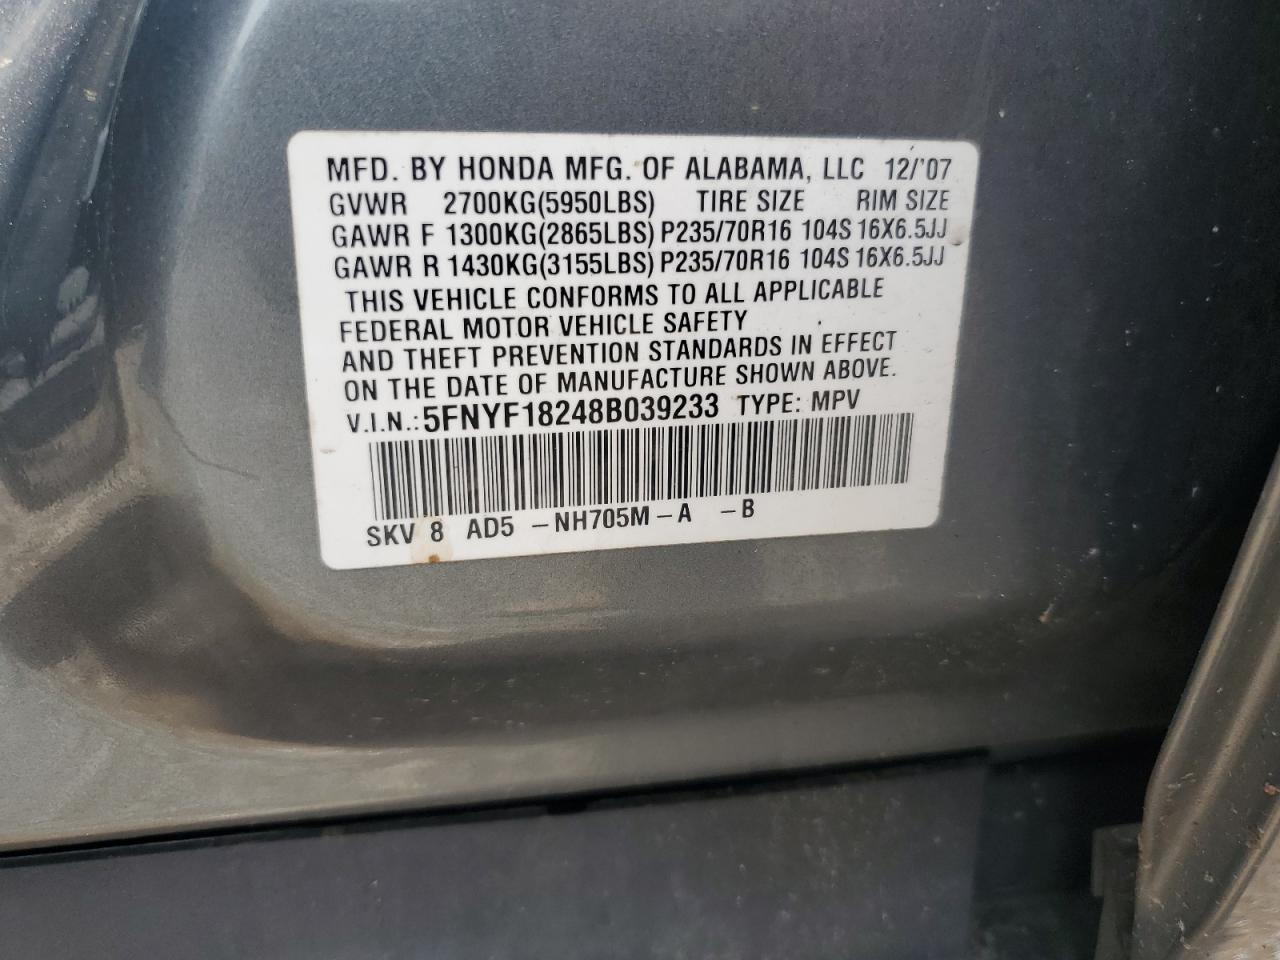 MFD. BY HONDA MFG. OF ALABAMA, LLC 12/'07
GVWR 2700KG(5950LBS) TIRE SIZE RIM SIZE
GAWR F 1300KG(2865LBS) P235/70R16 104S 16X6.5JJ
GAWR R 1430KG(3155LBS) P235/70R16 104S 16X6.5JJ
THIS VEHICLE CONFORMS TO ALL APPLICABLE
FEDERAL MOTOR VEHICLE SAFETY
AND THEFT PREVENTION STANDARDS IN EFFECT
ON THE DATE OF MANUFACTURE SHOWN ABOVE.
V.I.N.: 5FNYF18248B039233 TYPE: MPV
SKV 8 AD5 -NH705M-A -B